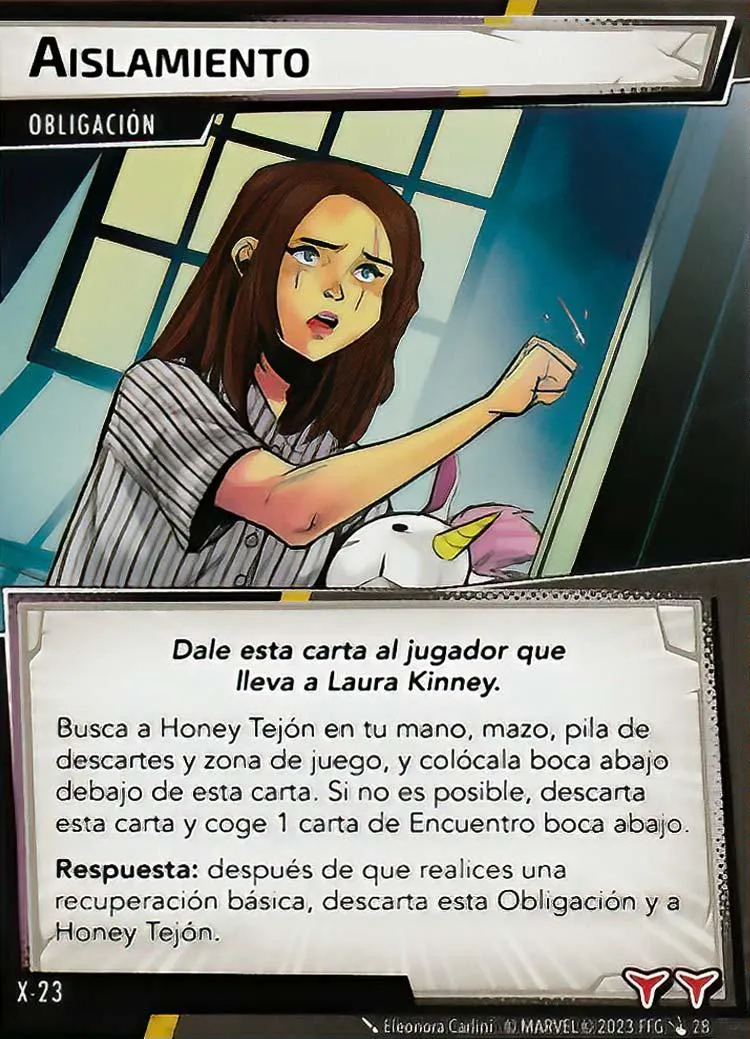 AISLAMIENTO
OBLIGACIÓN
Dale esta carta al jugador que
lleva a Laura Kinney.
Busca a Honey Tejón en tu mano, mazo, pila de
descartes y zona de juego, y colócala boca abajo
debajo de esta carta. Si no es posible, descarta
esta carta y coge 1 carta de Encuentro boca abajo.
Respuesta: después de que realices una
recuperación básica, descarta esta Obligación y a
Honey Tejón.
X-23
Eleonora Carlini © MARVEL © 2023 FFG 28